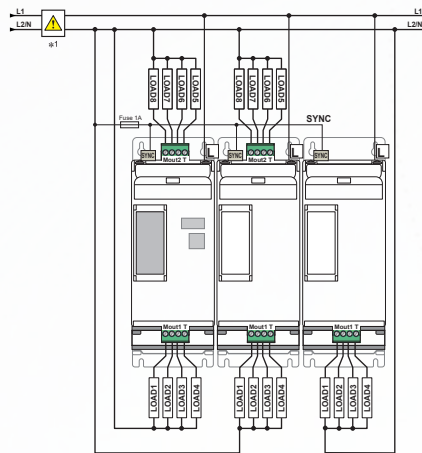 L1 L1
L2/N L2/N
*1
LOAD8 LOAD7 LOAD6 LOAD5 LOAD8 LOAD7 LOAD6 LOAD5
Fuse 1A SYNC
SYNC L SYNC L SYNC L
Mout2 T Mout2 T
Mout1 T Mout1 T Mout1 T
LOAD1 LOAD2 LOAD3 LOAD4 LOAD1 LOAD2 LOAD3 LOAD4 LOAD1 LOAD2 LOAD3 LOAD4